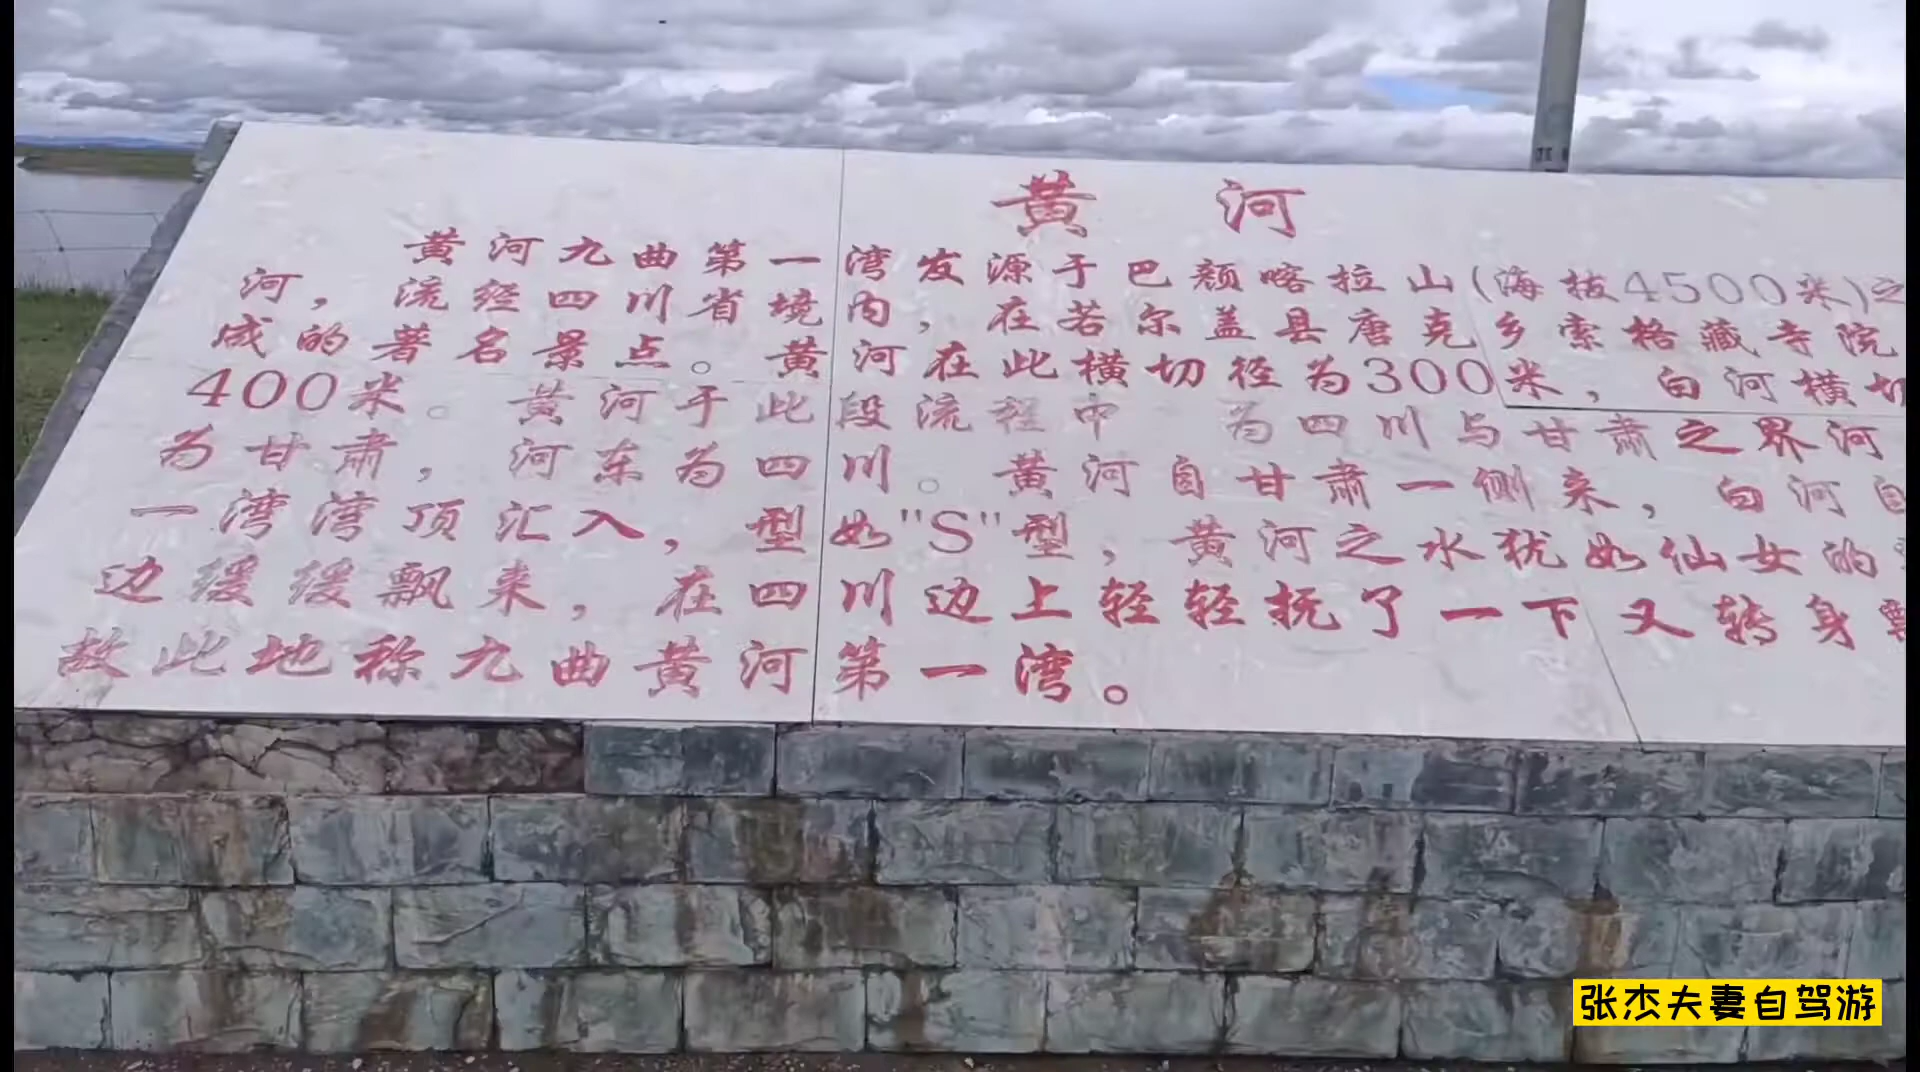 黄河
黄河九曲第一湾发源于巴颜喀拉山(海拔4500米)之
河，流经四川省境内，在若尔盖县唐克乡索格藏寺院
成的著名景点。黄河在此横切径为300米，白河横切
400米。黄河于此段流程中 为四川与甘肃之界河
为甘肃，河东为四川。黄河自甘肃一侧来，白河自
一湾湾顶汇入，型如"S"型，黄河之水犹如仙女的
边缓缓飘来，在四川边上轻轻抚了一下又转身飘
故此地称九曲黄河第一湾。
张杰夫妻自驾游